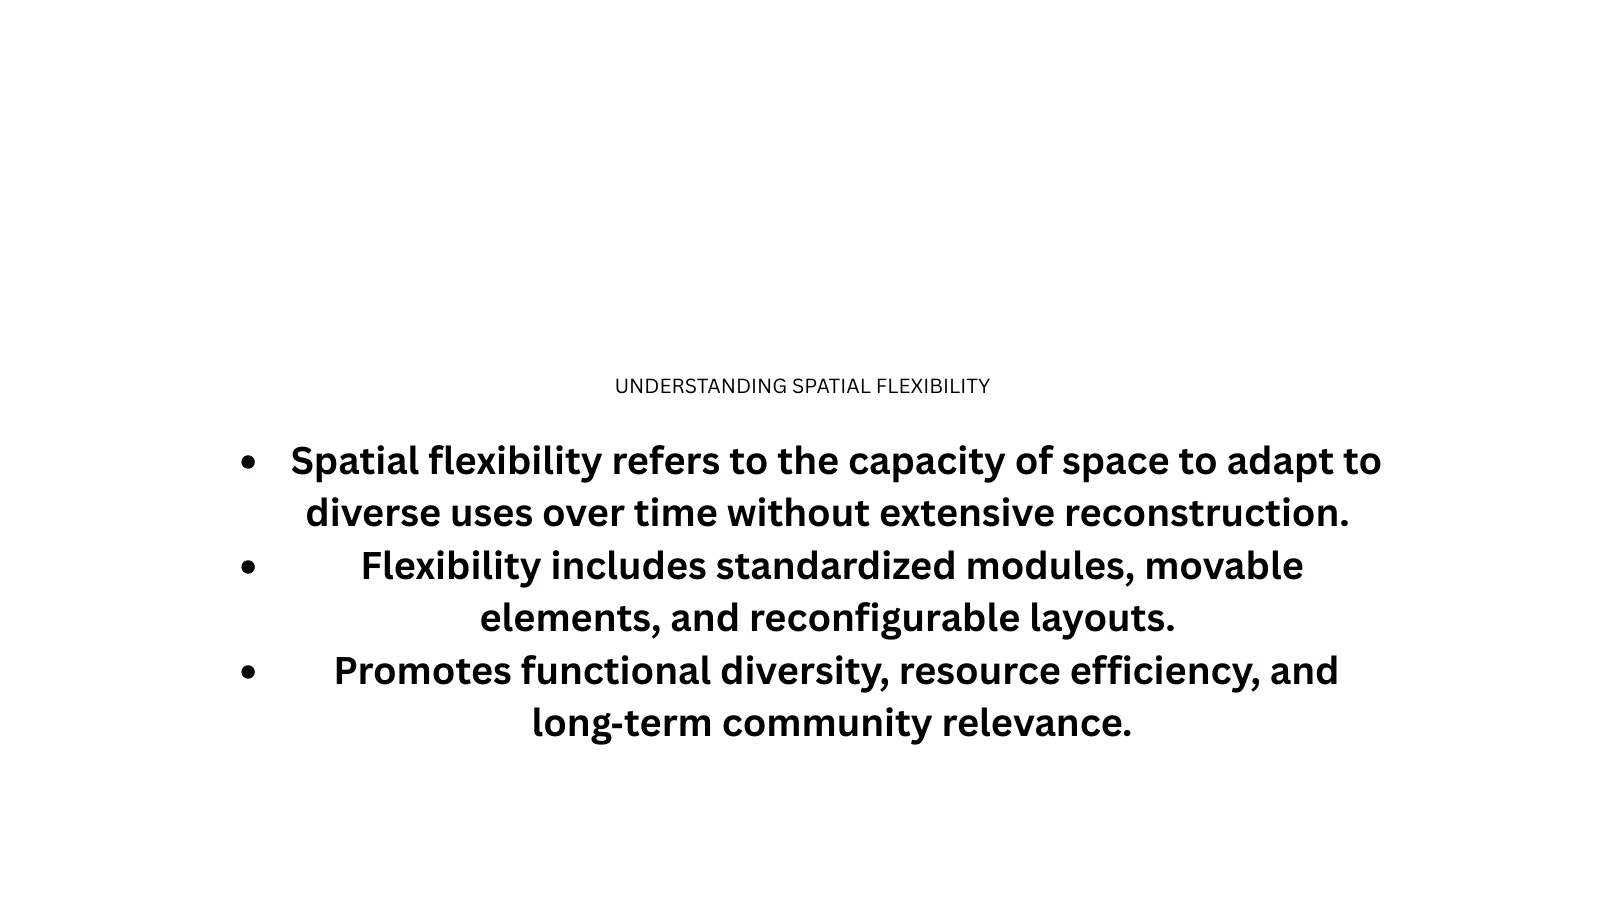 UNDERSTANDING SPATIAL FLEXIBILITY
• Spatial flexibility refers to the capacity of space to adapt to
diverse uses over time without extensive reconstruction.
• Flexibility includes standardized modules, movable
elements, and reconfigurable layouts.
• Promotes functional diversity, resource efficiency, and
long-term community relevance.